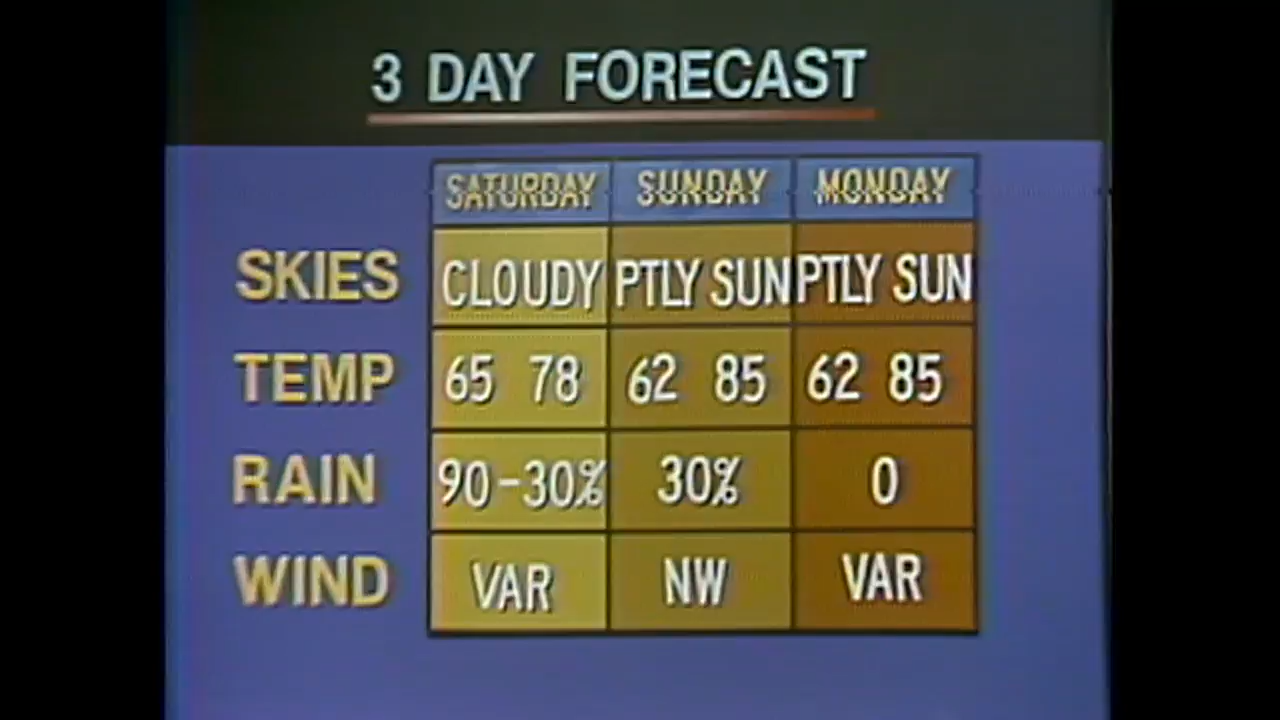 3 DAY FORECAST
SATURDAY SUNDAY MONDAY
SKIES CLOUDY PTLY SUN PTLY SUN
TEMP 65 78 62 85 62 85
RAIN 90-30% 30% 0
WIND VAR NW VAR